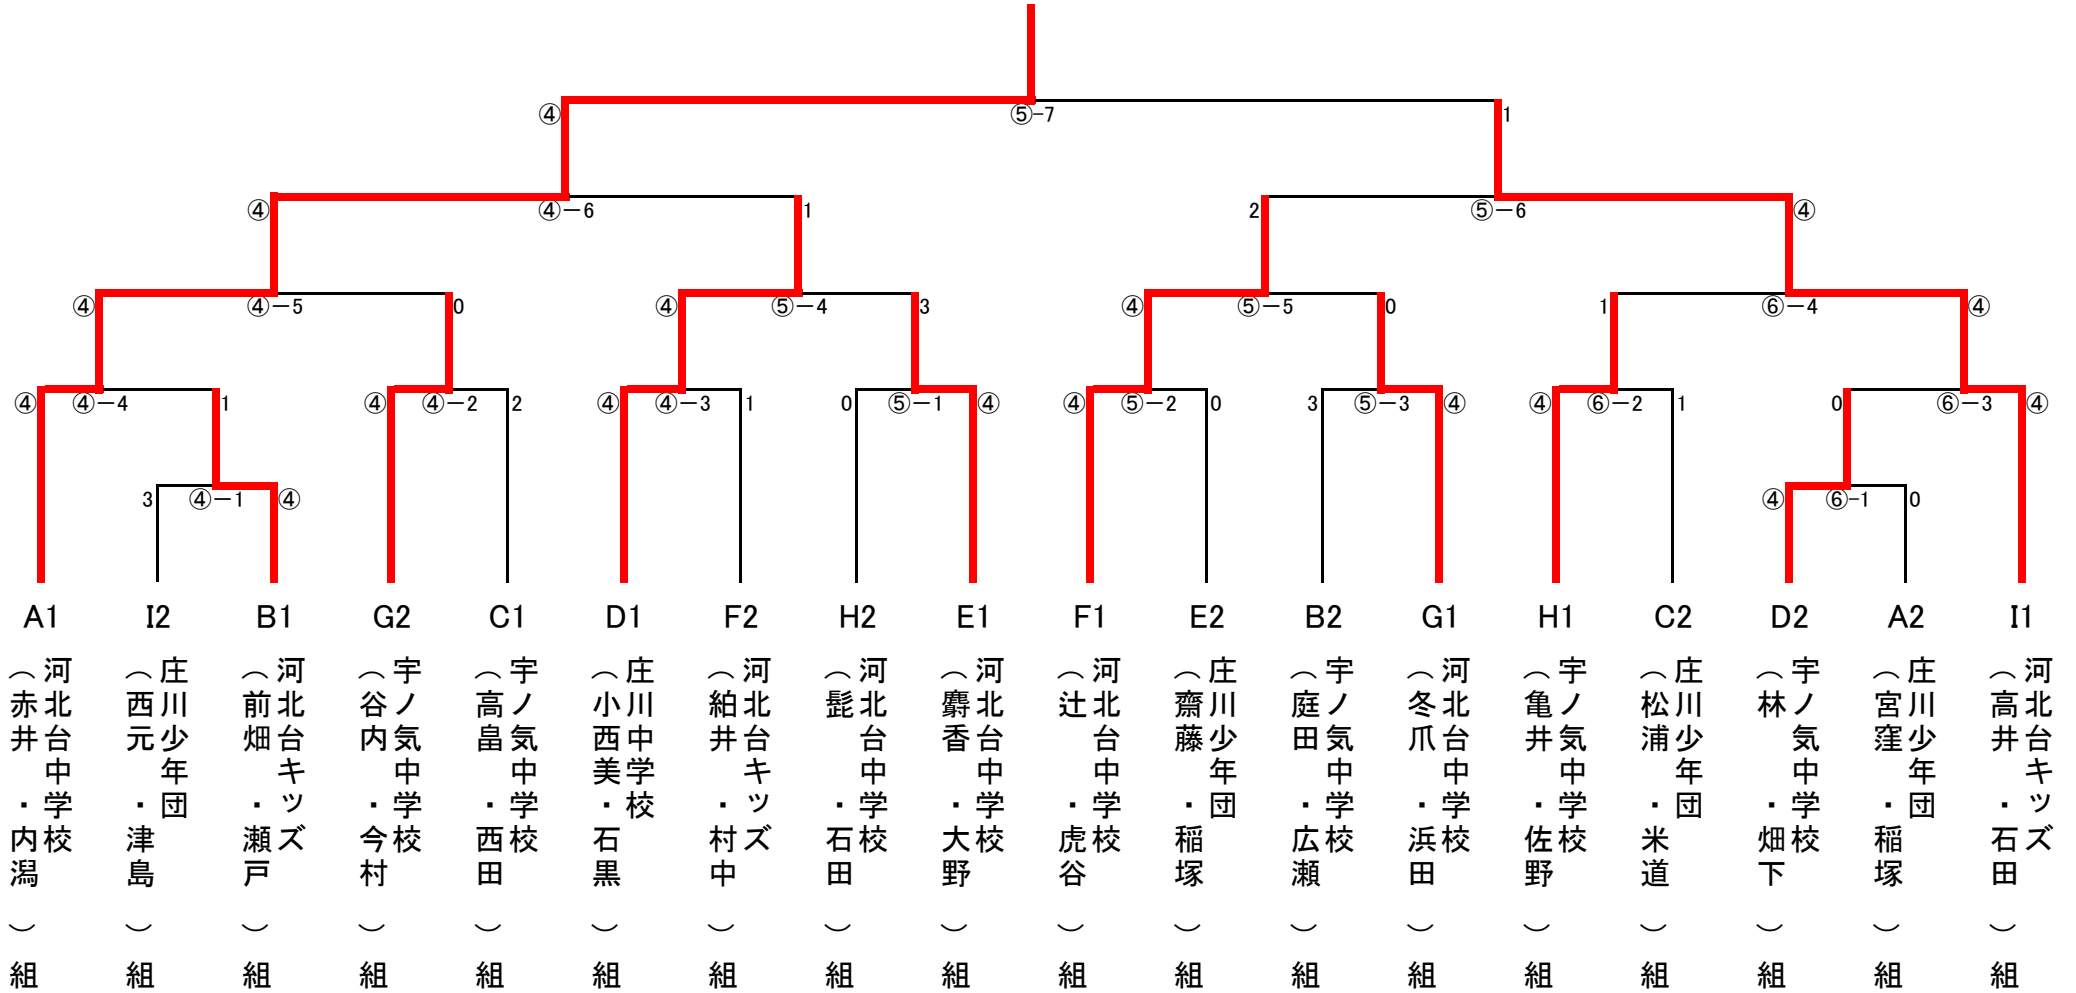 ④ ⑤-7 1
④ ④－6 1 2 ⑤－6 ④
④ ④－5 0 ④ ⑤－4 3 ④ ⑤－5 0 1 ⑥－4 ④
④ ④－4 1 ④ ④－2 2 ④ ④－3 1 0 ⑤－1 ④ ④ ⑤－2 0 3 ⑤－3 ④ ④ ⑥－2 1 0 ⑥－3 ④
3 ④－1 ④ ④ ⑥-1 0
A1 I2 B1 G2 C1 D1 F2 H2 E1 F1 E2 B2 G1 H1 C2 D2 A2 I1
河北台中学校
（赤井・内潟）組
庄川少年団
（西元・津島）組
河北台キッズ
（前畑・瀬戸）組
宇ノ気中学校
（谷内・今村）組
宇ノ気中学校
（高畠・西田）組
庄川中学校
（小西美・石黒）組
河北台キッズ
（紺井・村中）組
河北台中学校
（髭・石田）組
河北台中学校
（麝香・大野）組
河北台中学校
（辻・虎谷）組
庄川少年団
（齋藤・稲塚）組
宇ノ気中学校
（庭田・広瀬）組
河北台中学校
（冬爪・浜田）組
宇ノ気中学校
（亀井・佐野）組
庄川少年団
（松浦・米道）組
宇ノ気中学校
（林・畑下）組
庄川少年団
（宮窪・稲塚）組
河北台キッズ
（高井・石田）組